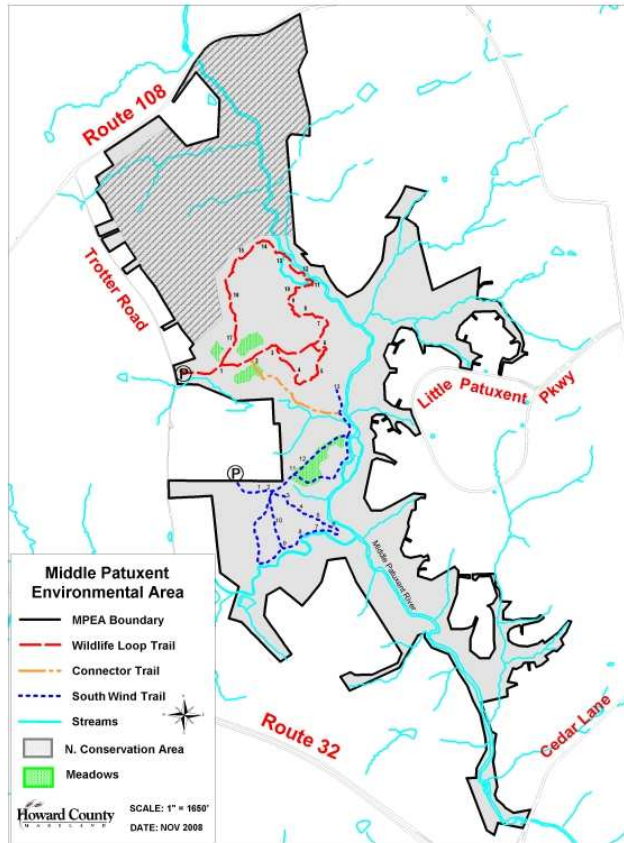 Route 108
Trotter Road
P
Little Patuxent Pkwy
P
Middle Patuxent River
Middle Patuxent
Environmental Area
MPEA Boundary
Wildlife Loop Trail
Connector Trail
South Wind Trail
Streams
N. Conservation Area
Meadows
Route 32
Cedar Lane
Howard County
MARYLAND
SCALE: 1" = 1650'
DATE: NOV 2008